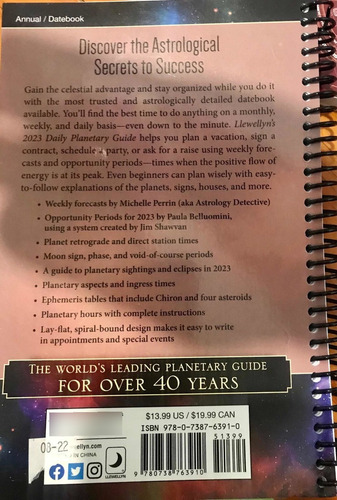 Annual / Datebook
Discover the Astrological
Secrets to Success
Gain the celestial advantage and stay organized while you do it
with the most trusted and astrologically detailed datebook
available. You'll find the best time to do anything on a monthly,
weekly, and daily basis—even down to the minute. Llewellyn's
2023 Daily Planetary Guide helps you plan a vacation, sign a
contract, schedule a party, or ask for a raise using weekly fore-
casts and opportunity periods—times when the positive flow of
energy is at its peak. Even beginners can plan wisely with easy-
to-follow explanations of the planets, signs, houses, and more.
• Weekly forecasts by Michelle Perrin (aka Astrology Detective)
• Opportunity Periods for 2023 by Paula Belluomini,
using a system created by Jim Shawvan
• Planet retrograde and direct station times
• Moon sign, phase, and void-of-course periods
• A guide to planetary sightings and eclipses in 2023
• Planetary aspects and ingress times
• Ephemeris tables that include Chiron and four asteroids
• Planetary hours with complete instructions
• Lay-flat, spiral-bound design makes it easy to write
in appointments and special events
THE WORLD'S LEADING PLANETARY GUIDE
FOR OVER 40 YEARS
$13.99 US / $19.99 CAN
08-22
llewellyn.com
IN CHINA
LLEWELLYN
ISBN 978-0-7387-6391-0
51399
9 780738 763910